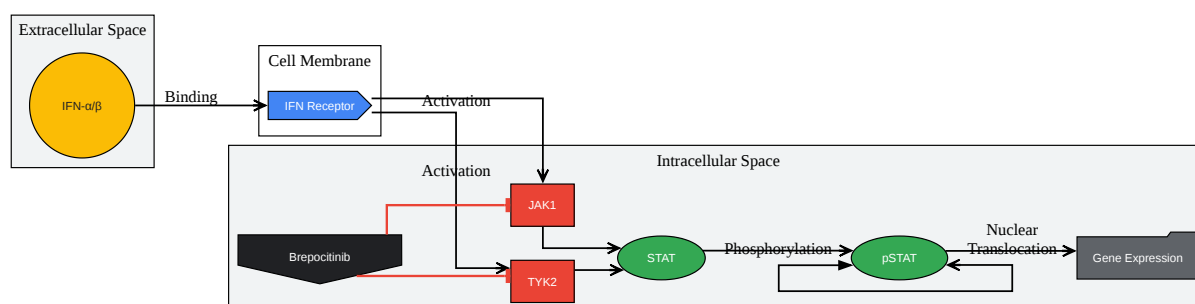 Extracellular Space
IFN-α/β
Binding
Cell Membrane
IFN Receptor
Activation
Activation
Intracellular Space
JAK1
Brepocitinib
TYK2
STAT
Phosphorylation
pSTAT
Nuclear
Translocation
Gene Expression